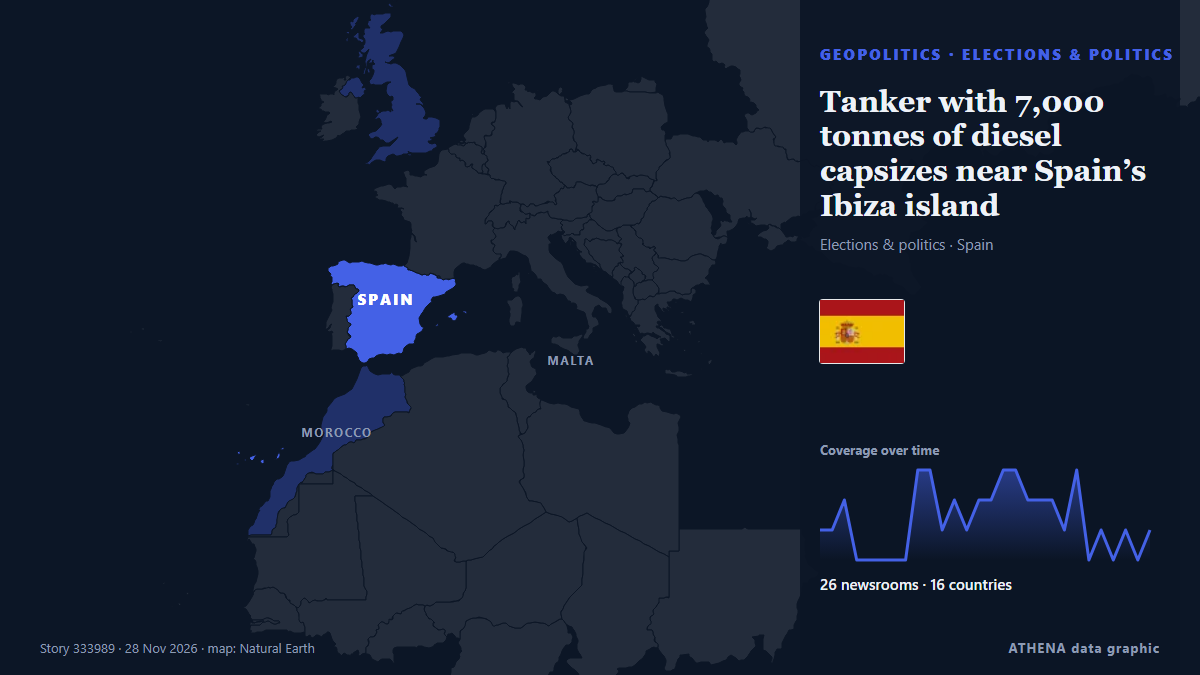 GEOPOLITICS · ELECTIONS & POLITICS
Tanker with 7,000
tonnes of diesel
capsizes near Spain’s
Ibiza island
Elections & politics · Spain
SPAIN
MALTA
MOROCCO
Coverage over time
26 newsrooms · 16 countries
Story 333989 · 28 Nov 2026 · map: Natural Earth
ATHENA data graphic